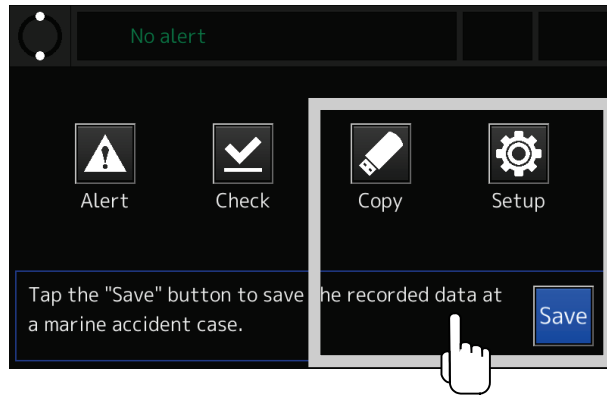 No alert
Alert Check Copy Setup
Tap the "Save" button to save the recorded data at
a marine accident case.
Save